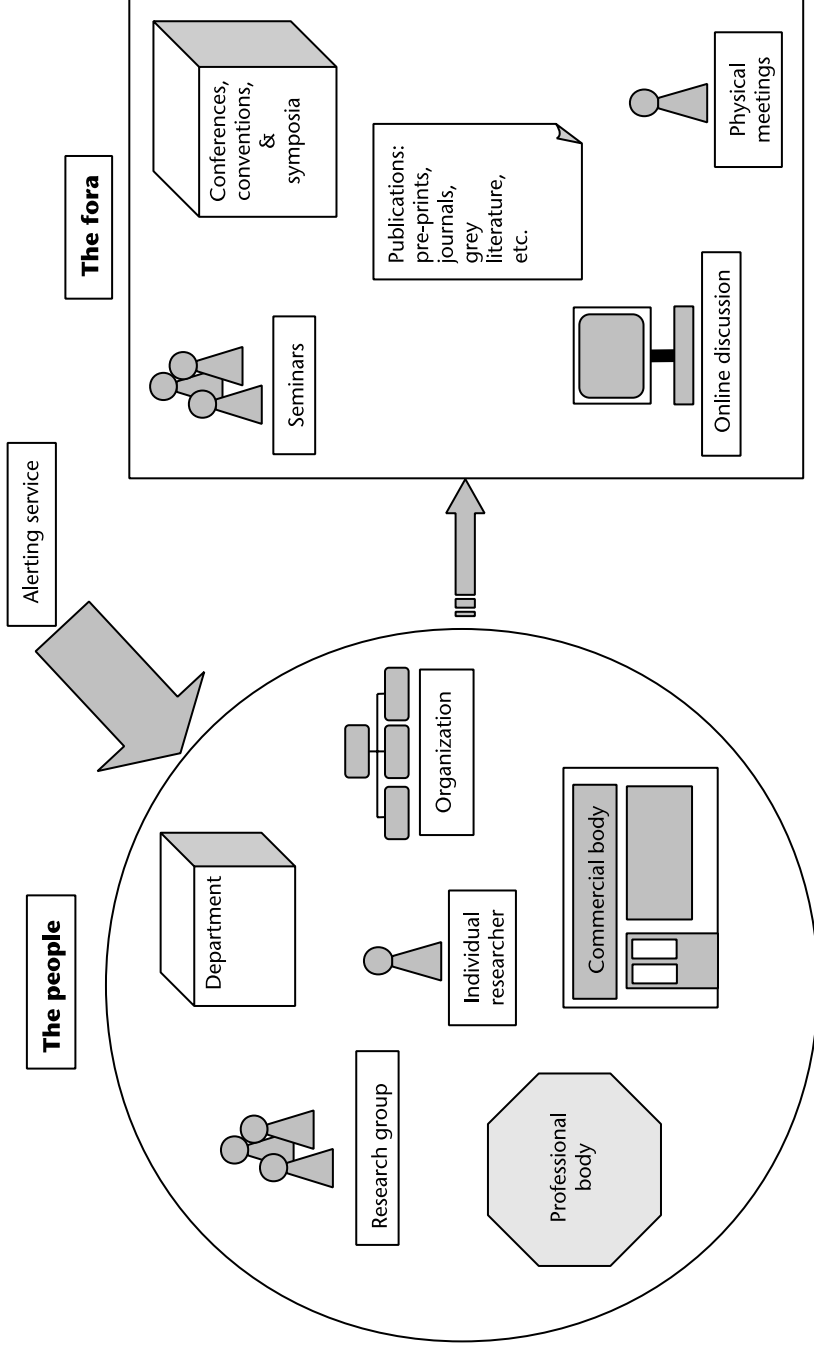 The people
Research group
Department
Individual
researcher
Organization
Professional
body
Commercial body
Alerting service
The fora
Seminars
Conferences,
conventions,
&
symposia
Publications:
pre-prints,
journals,
grey
literature,
etc.
Online discussion
Physical
meetings